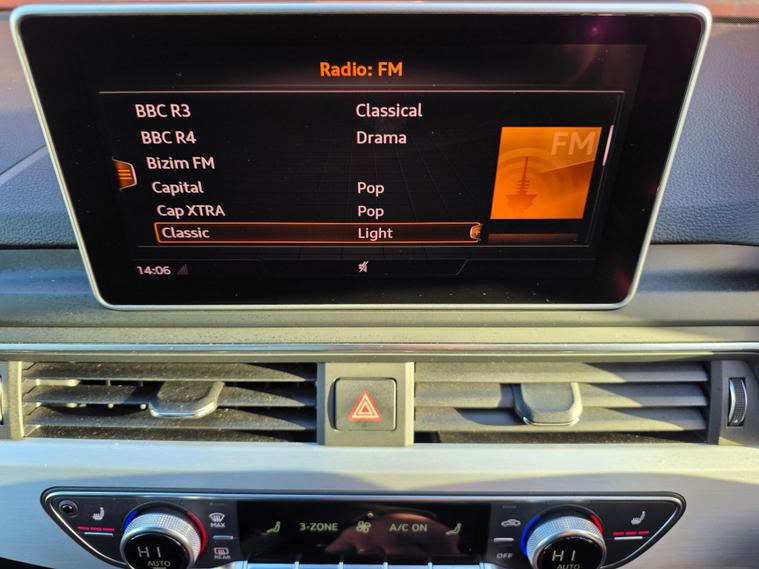 Radio: FM
BBC R3 Classical
BBC R4 Drama
Bizim FM
Capital Pop
Cap XTRA Pop
Classic Light
FM
14:06
MAX
3-ZONE
A/C ON
REAR
OFF
HI
AUTO
HI
AUTO